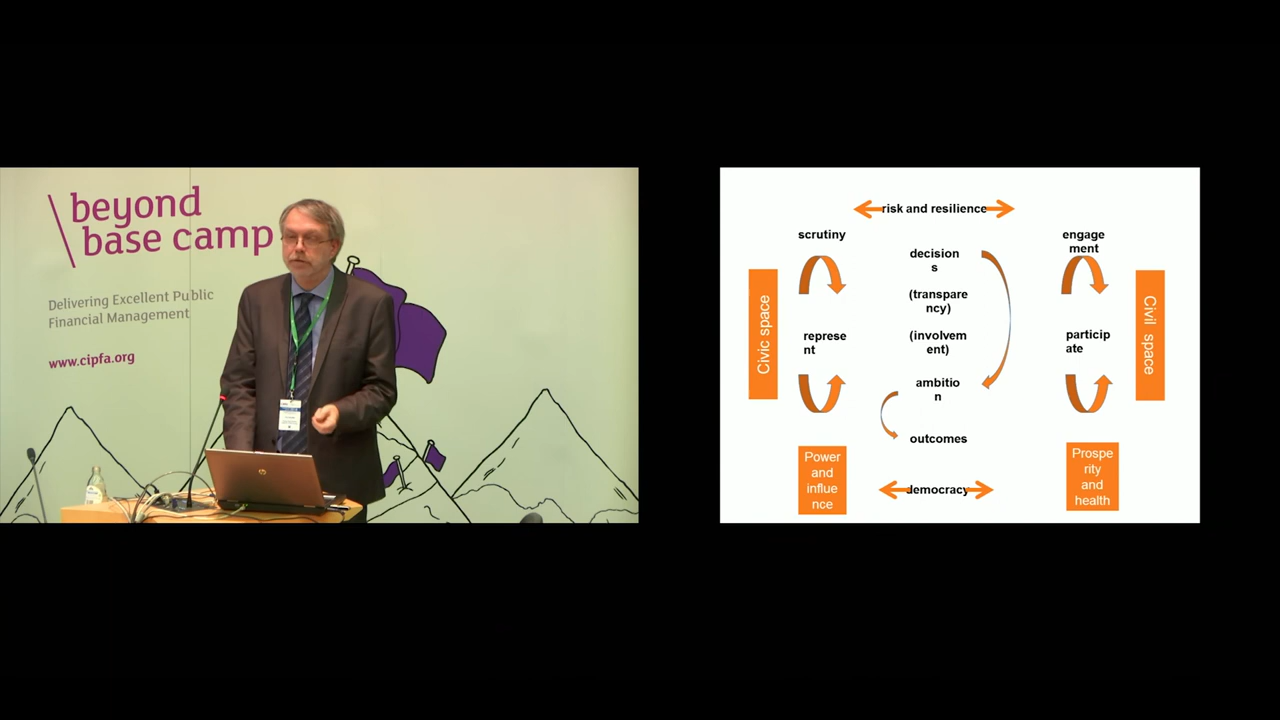 beyond
base camp
Delivering Excellent Public
Financial Management
www.cipfa.org
risk and resilience
scrutiny
engage
ment
decision
s
(transpare
ncy)
Civic space
Civil space
represe
nt
(involvem
ent)
particip
ate
ambitio
n
outcomes
Power
and
influe
nce
Prospe
rity
and
health
democracy